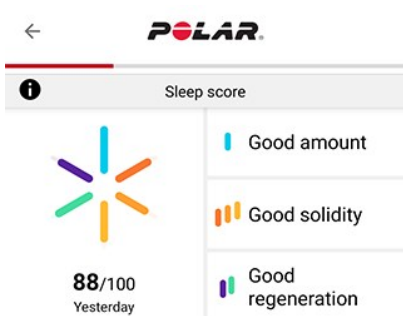 POLAR.
Sleep score
Good amount
Good solidity
88/100
Yesterday
Good
regeneration